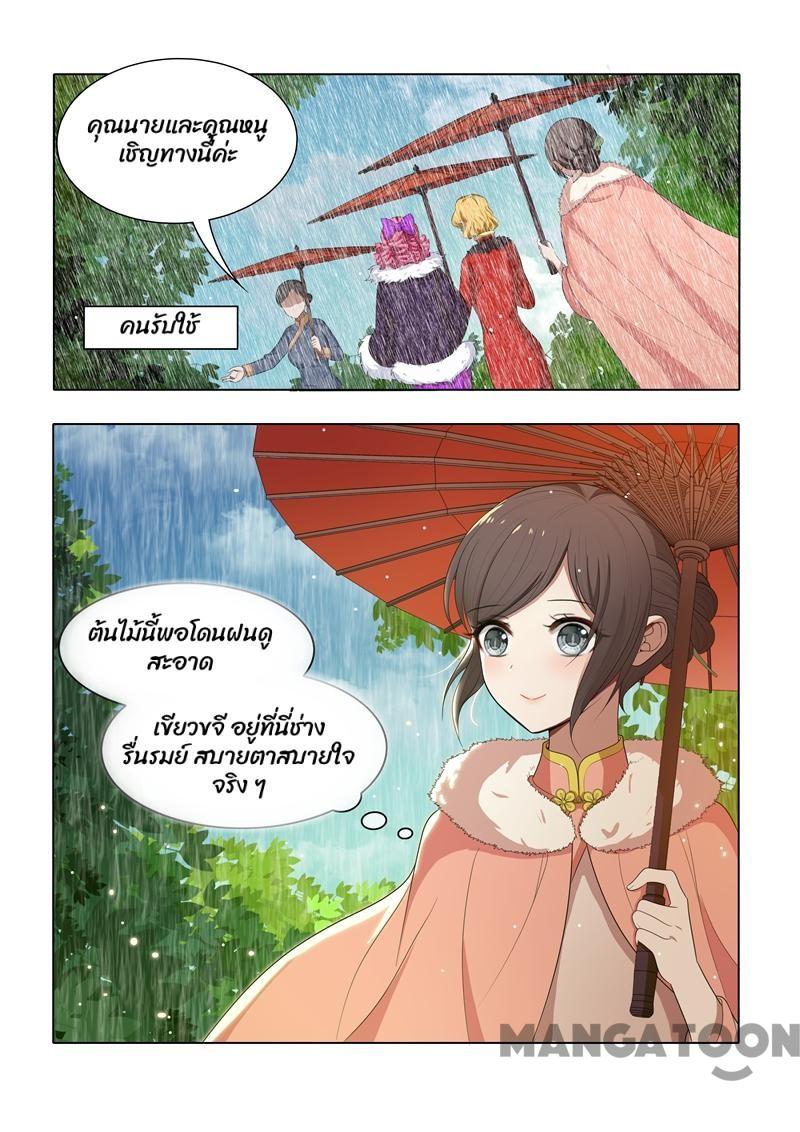 คุณนายและคุณหนู
เชิญทางนี้ค่ะ
คนรับใช้
ต้นไม้นี้พอโดนฝนดู
สะอาด
เขียวขจี อยู่ที่นี่ช่าง
รื่นรมย์ สบายตาสบายใจ
จริง ๆ
MANGATOON